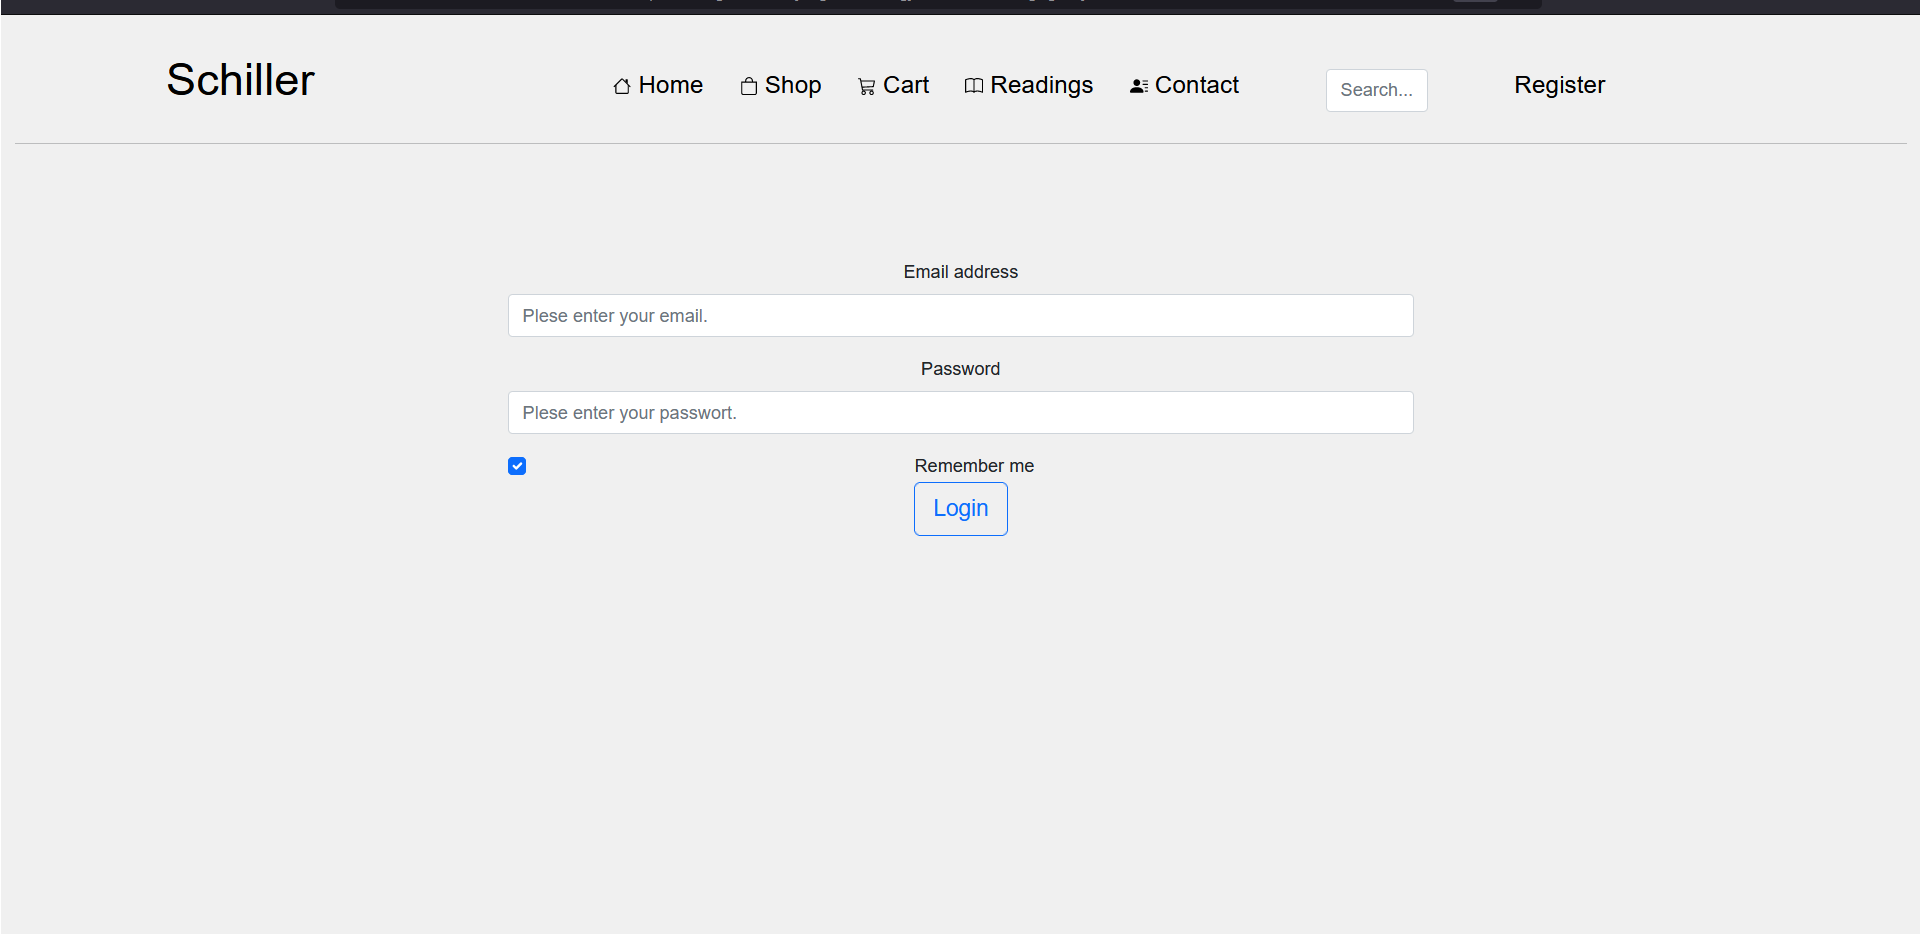 Schiller
Home Shop Cart Readings Contact Search... Register
Email address
Plese enter your email.
Password
Plese enter your passwort.
Remember me
Login